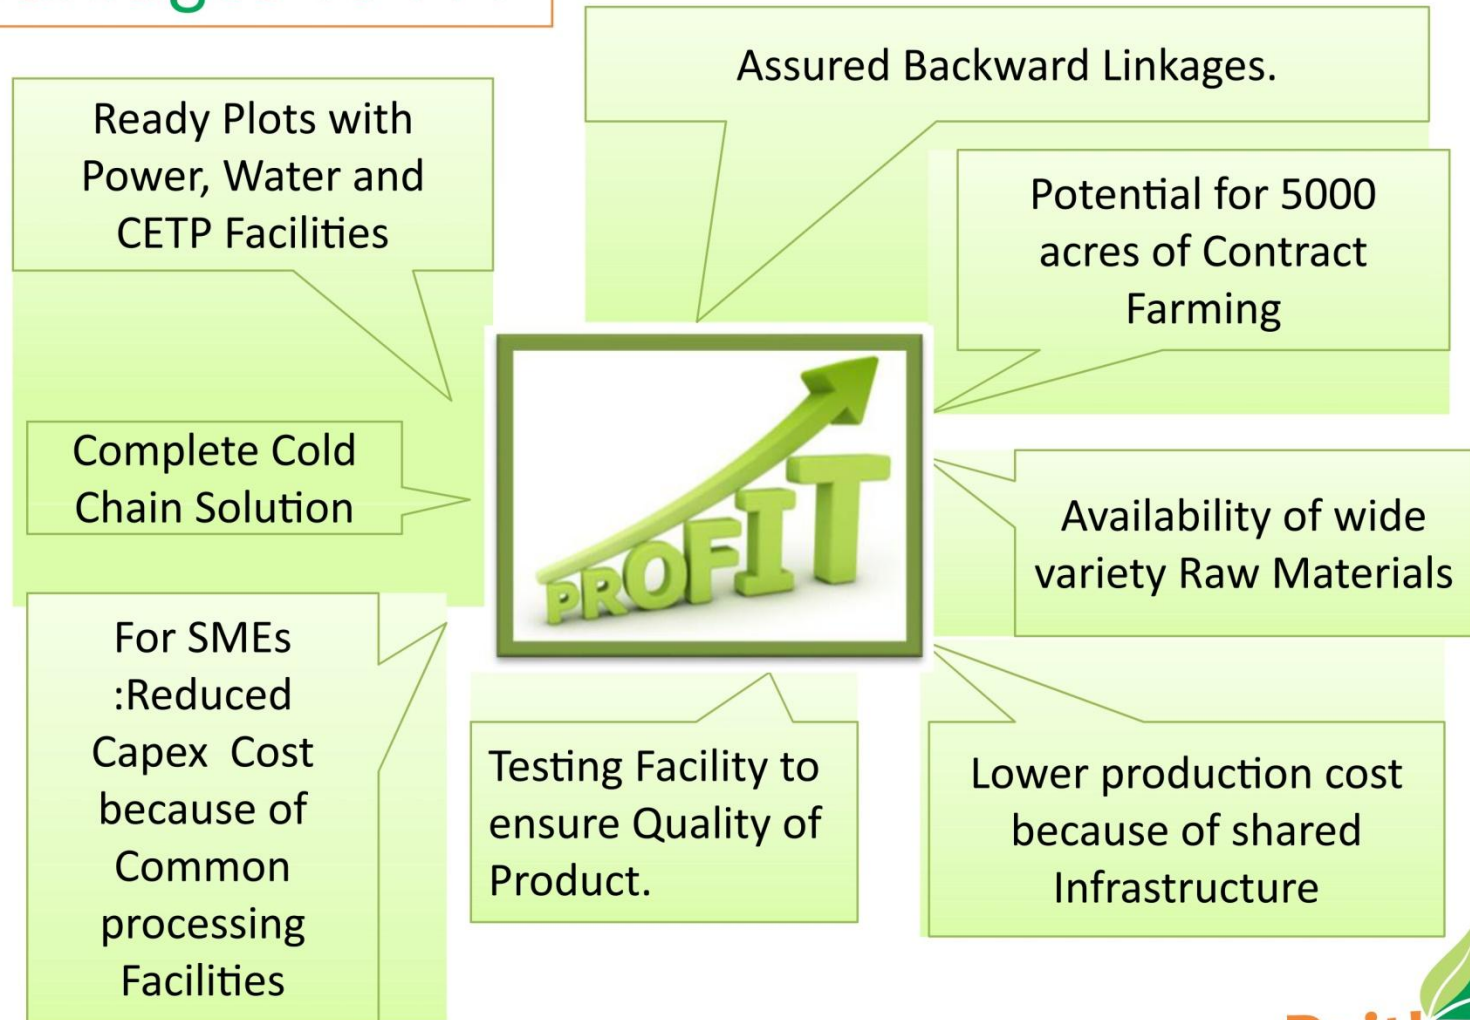 Assured Backward Linkages.
Ready Plots with
Power, Water and
CETP Facilities
Potential for 5000
acres of Contract
Farming
Complete Cold
Chain Solution
PROFIT
Availability of wide
variety Raw Materials
For SMEs
:Reduced
Capex Cost
because of
Common
processing
Facilities
Testing Facility to
ensure Quality of
Product.
Lower production cost
because of shared
Infrastructure